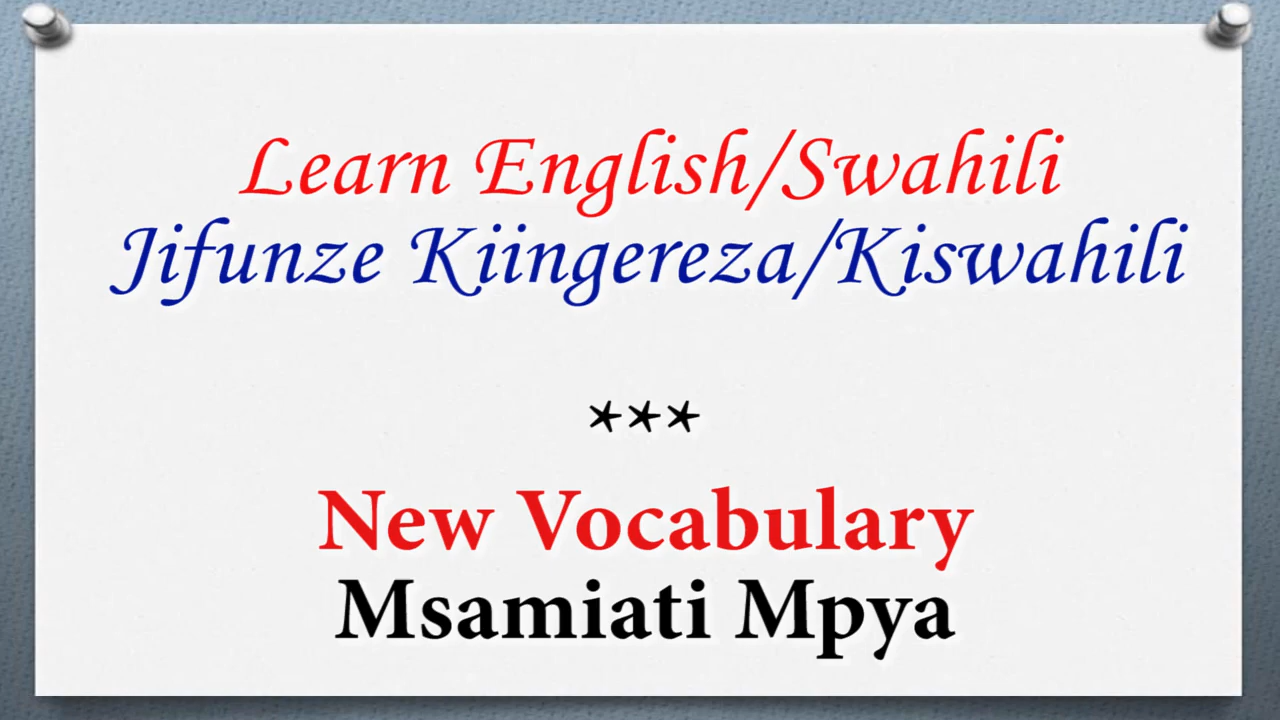 Learn English/Swahili
Jifunze Kiingereza/Kiswahili
***
New Vocabulary
Msamiati Mpya